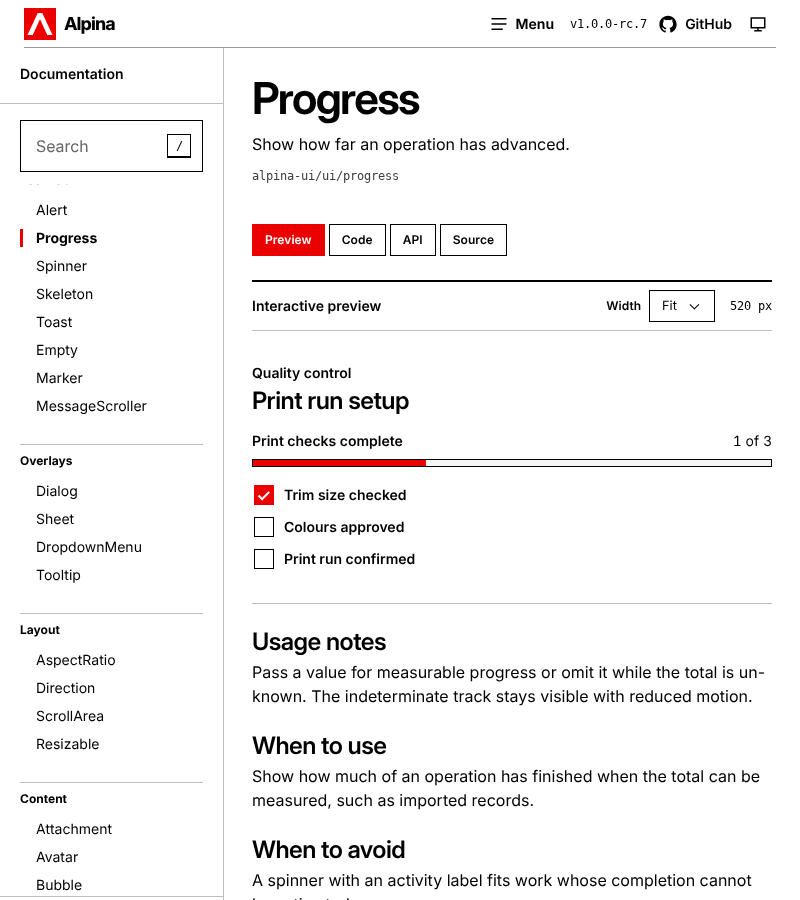 Alpina
Menu
v1.0.0-rc.7
GitHub
Documentation
Search
/
Alert
Progress
Spinner
Skeleton
Toast
Empty
Marker
MessageScroller
Overlays
Dialog
Sheet
DropdownMenu
Tooltip
Layout
AspectRatio
Direction
ScrollArea
Resizable
Content
Attachment
Avatar
Bubble
Progress
Show how far an operation has advanced.
alpina-ui/ui/progress
Preview
Code
API
Source
Interactive preview
Width
Fit
520 px
Quality control
Print run setup
Print checks complete
1 of 3
Trim size checked
Colours approved
Print run confirmed
Usage notes
Pass a value for measurable progress or omit it while the total is un-
known. The indeterminate track stays visible with reduced motion.
When to use
Show how much of an operation has finished when the total can be
measured, such as imported records.
When to avoid
A spinner with an activity label fits work whose completion cannot